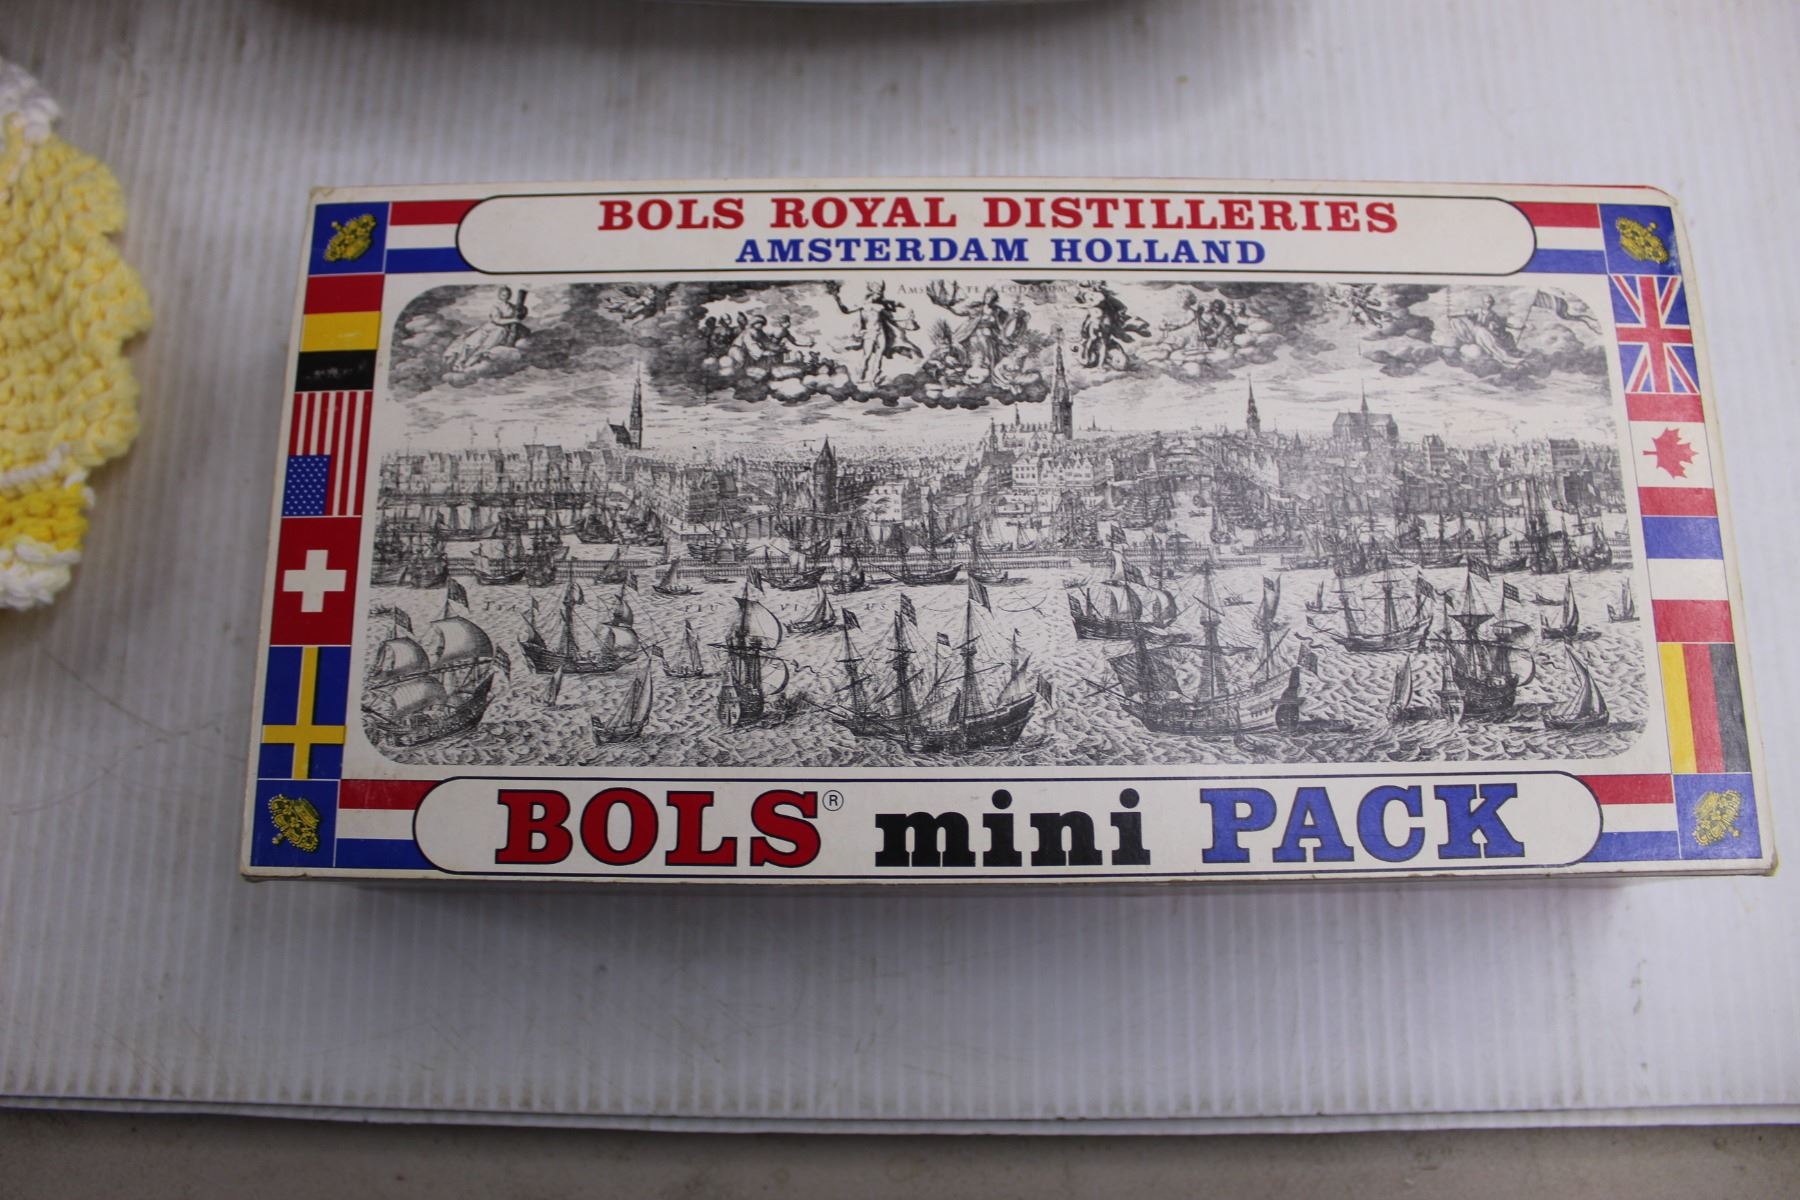 BOLS ROYAL DISTILLERIES
AMSTERDAM HOLLAND
BOLS® mini PACK